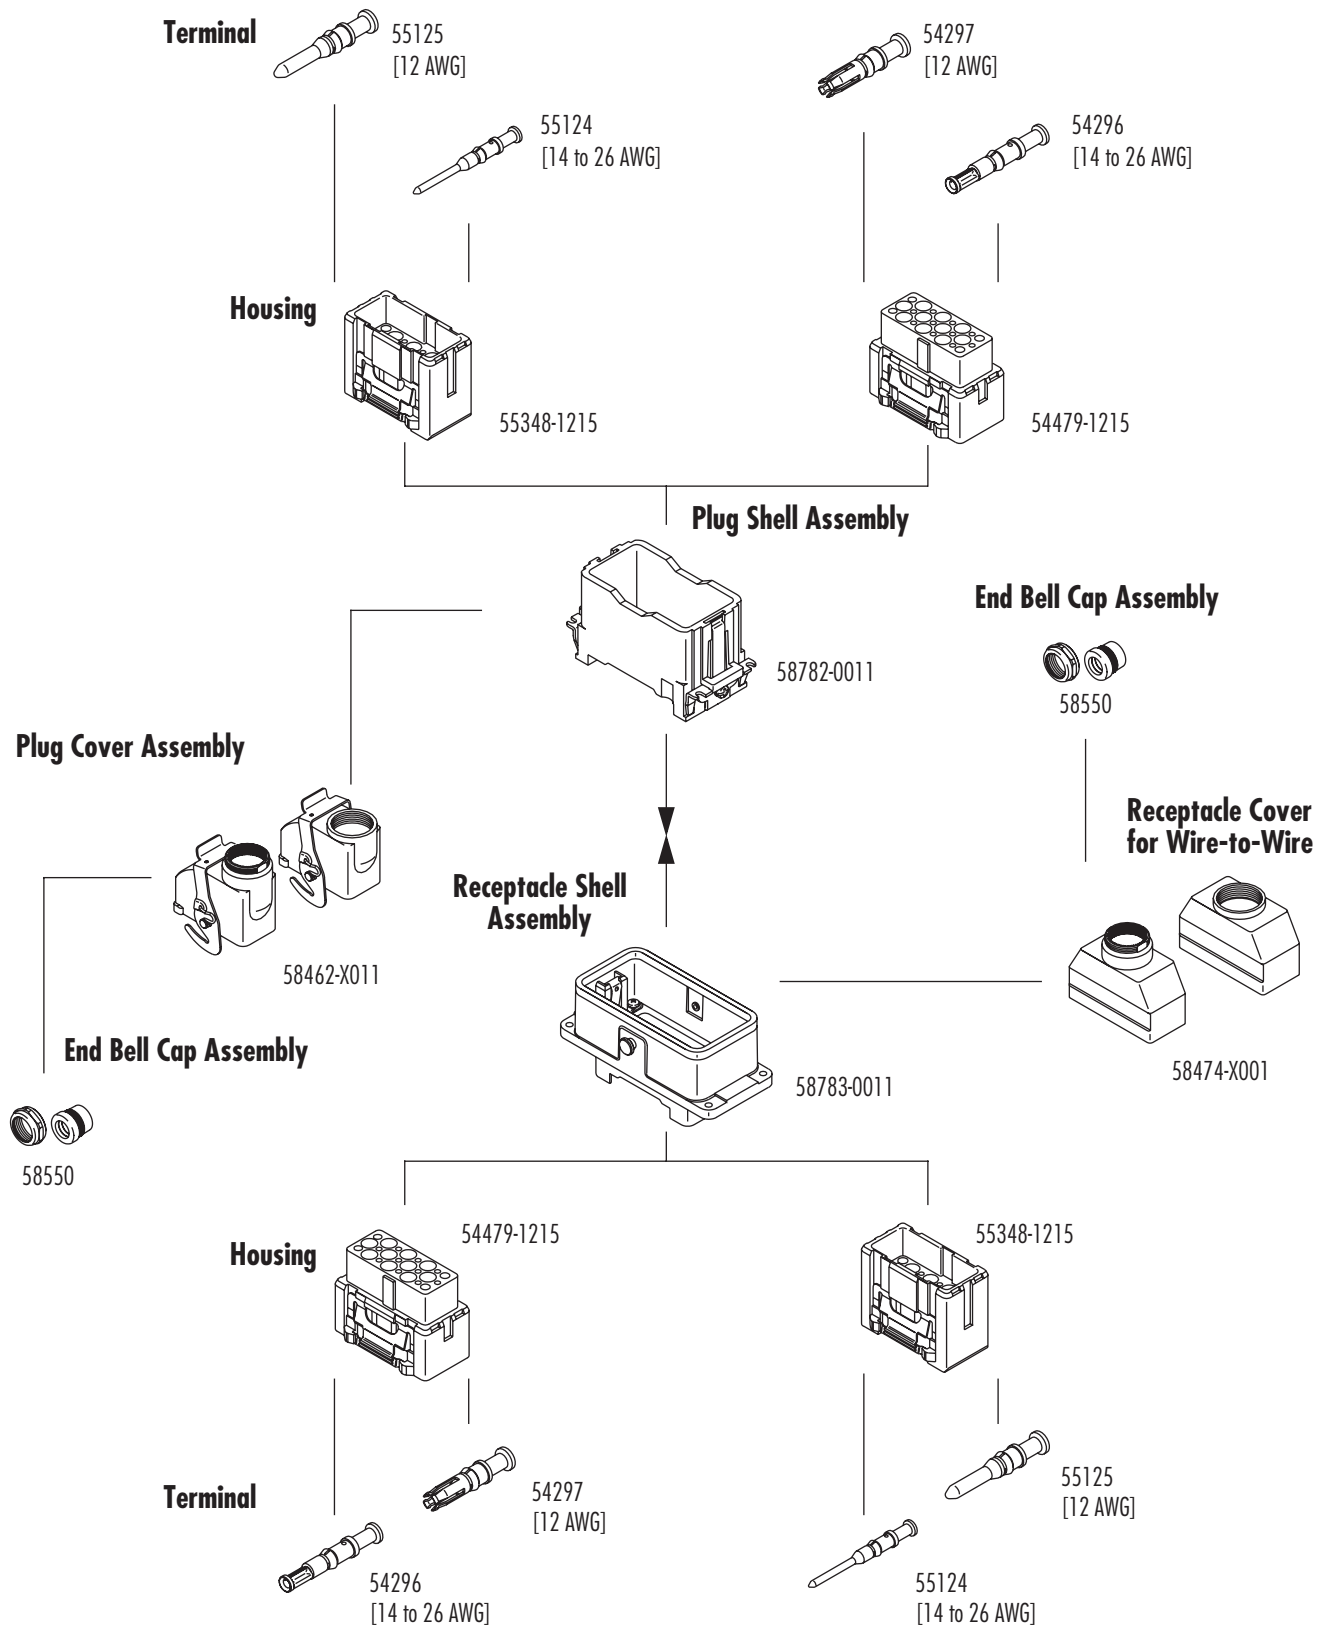 Terminal
55125
[12 AWG]
54297
[12 AWG]
55124
[14 to 26 AWG]
54296
[14 to 26 AWG]
Housing
55348-1215
54479-1215
Plug Shell Assembly
58782-0011
End Bell Cap Assembly
58550
Plug Cover Assembly
58462-X011
Receptacle Cover
for Wire-to-Wire
58474-X001
Receptacle Shell
Assembly
58783-0011
End Bell Cap Assembly
58550
Housing
54479-1215
55348-1215
Terminal
54297
[12 AWG]
55125
[12 AWG]
54296
[14 to 26 AWG]
55124
[14 to 26 AWG]